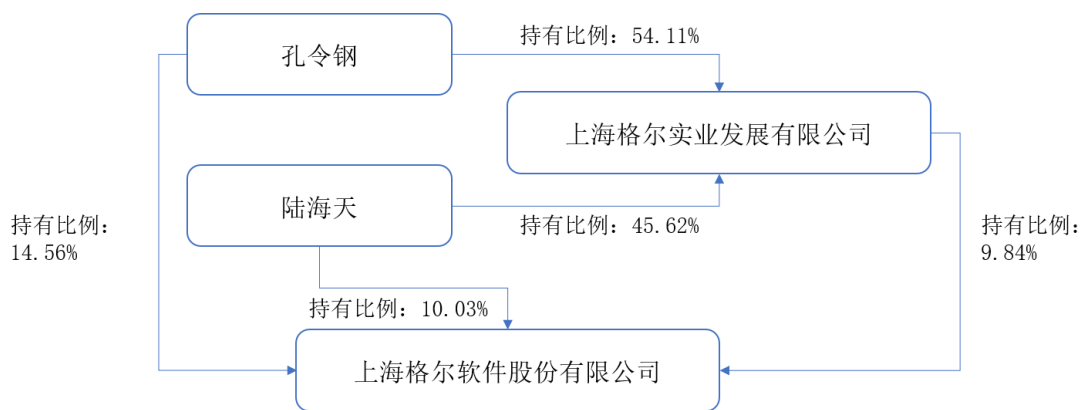 孔令钢
持有比例：54.11%
上海格尔实业发展有限公司
陆海天
持有比例：45.62%
持有比例：
14.56%
持有比例：
9.84%
持有比例：10.03%
上海格尔软件股份有限公司